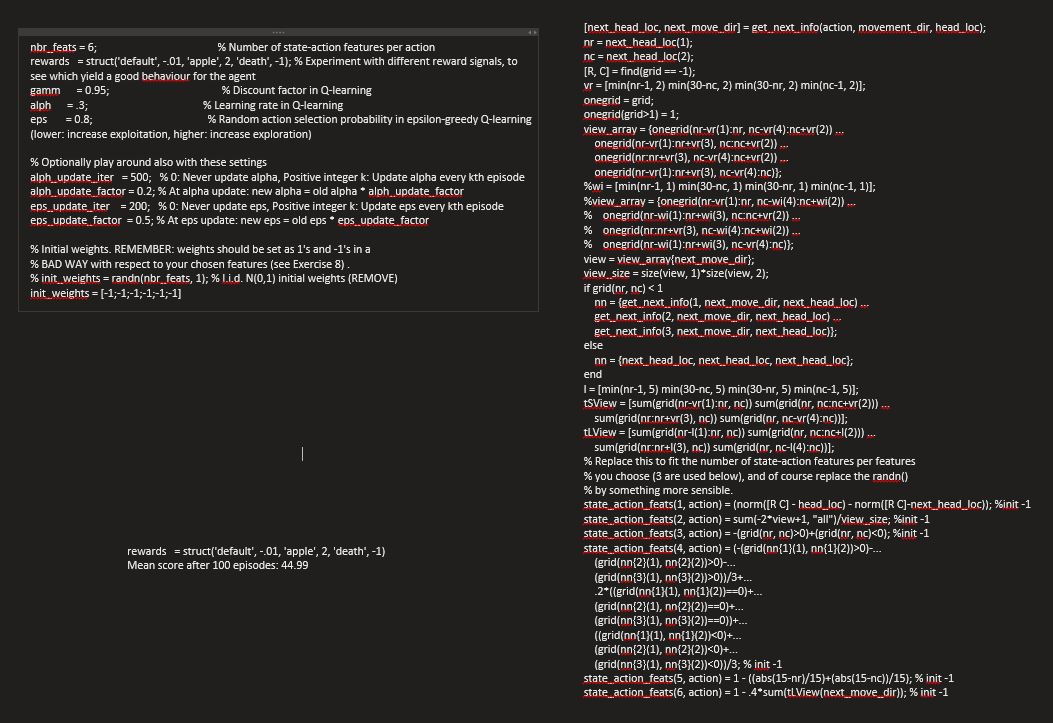 nbr_feats = 6; % Number of state-action features per action
rewards = struct('default', -.01, 'apple', 2, 'death', -1); % Experiment with different reward signals, to
see which yield a good behaviour for the agent
gamm = 0.95; % Discount factor in Q-learning
alph = .3; % Learning rate in Q-learning
eps = 0.8; % Random action selection probability in epsilon-greedy Q-learning
(lower: increase exploitation, higher: increase exploration)
% Optionally play around also with these settings
alph_update_iter = 500; % 0: Never update alpha, Positive integer k: Update alpha every kth episode
alph_update_factor = 0.2; % At alpha update: new alpha = old alpha * alph_update_factor
eps_update_iter = 200; % 0: Never update eps, Positive integer k: Update eps every kth episode
eps_update_factor = 0.5; % At eps update: new eps = old eps * eps_update_factor
% Initial weights. REMEMBER: weights should be set as 1's and -1's in a
% BAD WAY with respect to your chosen features (see Exercise 8) .
% init_weights = randn(nbr_feats, 1); % I.i.d. N(0,1) initial weights (REMOVE)
init_weights = [-1;-1;-1;-1;-1;-1]
rewards = struct('default', -.01, 'apple', 2, 'death', -1)
Mean score after 100 episodes: 44.99
[next_head_loc, next_move_dir] = get_next_info(action, movement_dir, head_loc);
nr = next_head_loc(1);
nc = next_head_loc(2);
[R, C] = find(grid == -1);
vr = [min(nr-1, 2) min(30-nc, 2) min(30-nr, 2) min(nc-1, 2)];
onegrid = grid;
onegrid(grid>1) = 1;
view_array = {onegrid(nr-vr(1):nr, nc-vr(4):nc+vr(2)) ...
onegrid(nr-vr(1):nr+vr(3), nc:nc+vr(2)) ...
onegrid(nr:nr+vr(3), nc-vr(4):nc+vr(2)) ...
onegrid(nr-vr(1):nr+vr(3), nc-vr(4):nc)};
%wi = [min(nr-1, 1) min(30-nc, 1) min(30-nr, 1) min(nc-1, 1)];
%view_array = {onegrid(nr-vr(1):nr, nc-wi(4):nc+wi(2)) ...
% onegrid(nr-wi(1):nr+wi(3), nc:nc+vr(2)) ...
% onegrid(nr:nr+vr(3), nc-wi(4):nc+wi(2)) ...
% onegrid(nr-wi(1):nr+wi(3), nc-vr(4):nc)};
view = view_array{next_move_dir};
view_size = size(view, 1)*size(view, 2);
if grid(nr, nc) < 1
nn = {get_next_info(1, next_move_dir, next_head_loc) ...
get_next_info(2, next_move_dir, next_head_loc) ...
get_next_info(3, next_move_dir, next_head_loc)};
else
nn = {next_head_loc, next_head_loc, next_head_loc};
end
l = [min(nr-1, 5) min(30-nc, 5) min(30-nr, 5) min(nc-1, 5)];
tSView = [sum(grid(nr-vr(1):nr, nc)) sum(grid(nr, nc:nc+vr(2))) ...
sum(grid(nr:nr+vr(3), nc)) sum(grid(nr, nc-vr(4):nc))];
tLView = [sum(grid(nr-l(1):nr, nc)) sum(grid(nr, nc:nc+l(2))) ...
sum(grid(nr:nr+l(3), nc)) sum(grid(nr, nc-l(4):nc))];
% Replace this to fit the number of state-action features per features
% you choose (3 are used below), and of course replace the randn()
% by something more sensible.
state_action_feats(1, action) = (norm([R C] - head_loc) - norm([R C]-next_head_loc)); %init -1
state_action_feats(2, action) = sum(-2*view+1, "all")/view_size; %init -1
state_action_feats(3, action) = -(grid(nr, nc)>0)+(grid(nr, nc)<0); %init -1
state_action_feats(4, action) = (-(grid(nn{1}(1), nn{1}(2))>0)-...
(grid(nn{2}(1), nn{2}(2))>0)-...
(grid(nn{3}(1), nn{3}(2))>0))/3+...
.2*((grid(nn{1}(1), nn{1}(2))==0)+...
(grid(nn{2}(1), nn{2}(2))==0)+...
(grid(nn{3}(1), nn{3}(2))==0))+...
((grid(nn{1}(1), nn{1}(2))<0)+...
(grid(nn{2}(1), nn{2}(2))<0)+...
(grid(nn{3}(1), nn{3}(2))<0))/3; % init -1
state_action_feats(5, action) = 1 - ((abs(15-nr)/15)+(abs(15-nc))/15); % init -1
state_action_feats(6, action) = 1 - .4*sum(tLView(next_move_dir)); % init -1